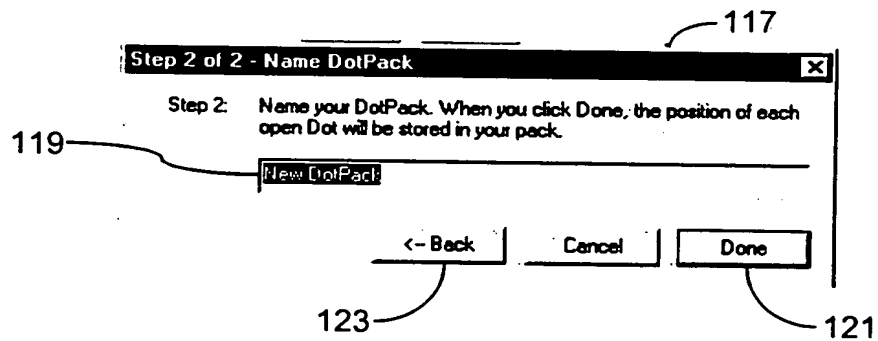 117
Step 2 of 2 - Name DotPack
Step 2: Name your DotPack. When you click Done, the position of each
open Dot will be stored in your pack.
119
New DotPack
<- Back Cancel Done
123 121